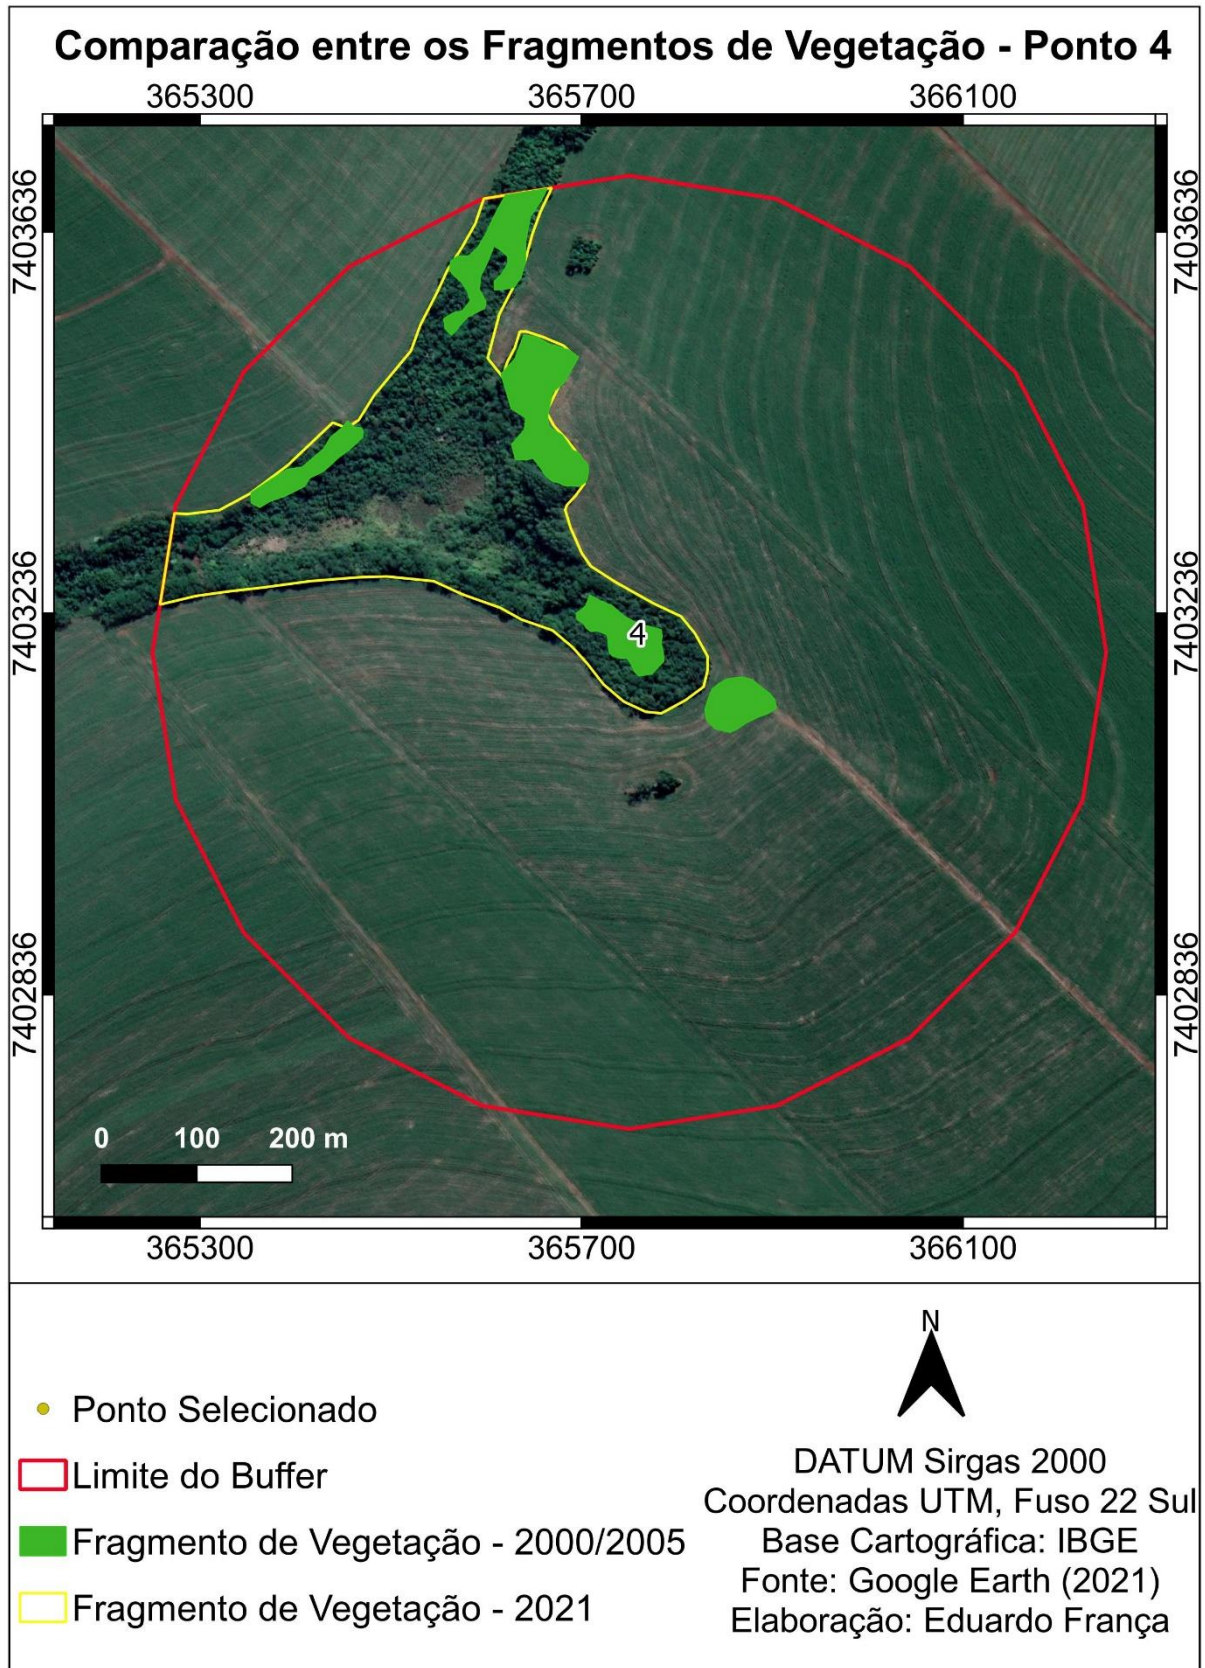 Comparação entre os Fragmentos de Vegetação - Ponto 4
365300 365700 366100
7403636 7403636
7403236 7403236
4
7402836 7402836
0 100 200 m
365300 365700 366100
N
Ponto Selecionado
Limite do Buffer
Fragmento de Vegetação - 2000/2005
Fragmento de Vegetação - 2021
DATUM Sirgas 2000
Coordenadas UTM, Fuso 22 Sul
Base Cartográfica: IBGE
Fonte: Google Earth (2021)
Elaboração: Eduardo França